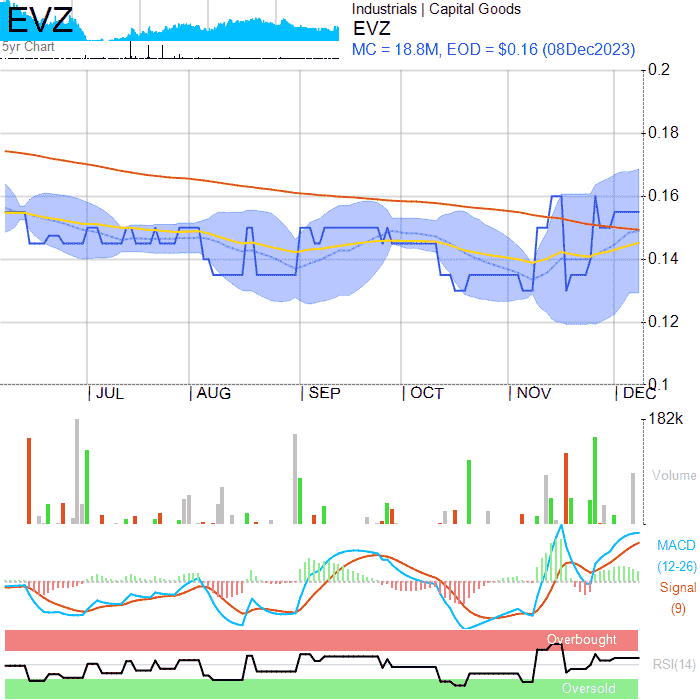 EVZ
5yr Chart
Industrials | Capital Goods
EVZ
MC = 18.8M, EOD = $0.16 (08Dec2023)
0.2
0.18
0.16
0.14
0.12
0.1
JUL AUG SEP OCT NOV DEC
182k
Volume
MACD
(12-26)
Signal
(9)
Overbought
RSI(14)
Oversold